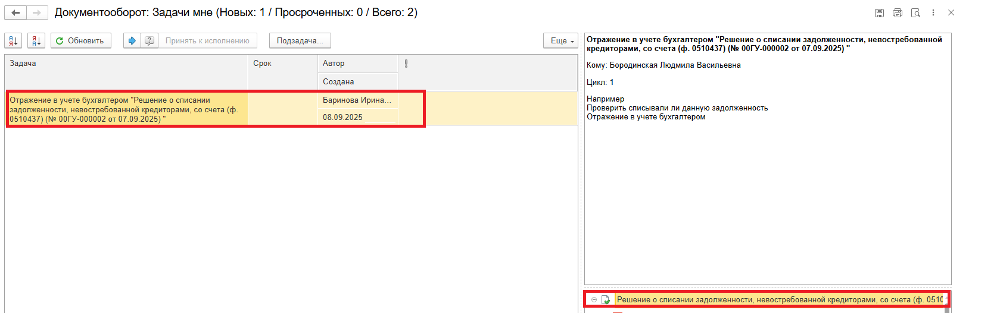 Документооборот: Задачи мне (Новых: 1 / Просроченных: 0 / Всего: 2)
Обновить
Принять к исполнению
Подзадача...
Еще
Задача
Срок
Автор
Создана
Отражение в учете бухгалтером "Решение о списании
задолженности, невостребованной кредиторами, со счета (ф.
0510437) (№ 00ГУ-000002 от 07.09.2025) "
Баринова Ирина...
08.09.2025
Отражение в учете бухгалтером "Решение о списании задолженности, невостребованной
кредиторами, со счета (ф. 0510437) (№ 00ГУ-000002 от 07.09.2025) "
Кому: Бородинская Людмила Васильевна
Цикл: 1
Например
Проверить списывали ли данную задолженность
Отражение в учете бухгалтером
Решение о списании задолженности, невостребованной кредиторами, со счета (ф. 0510